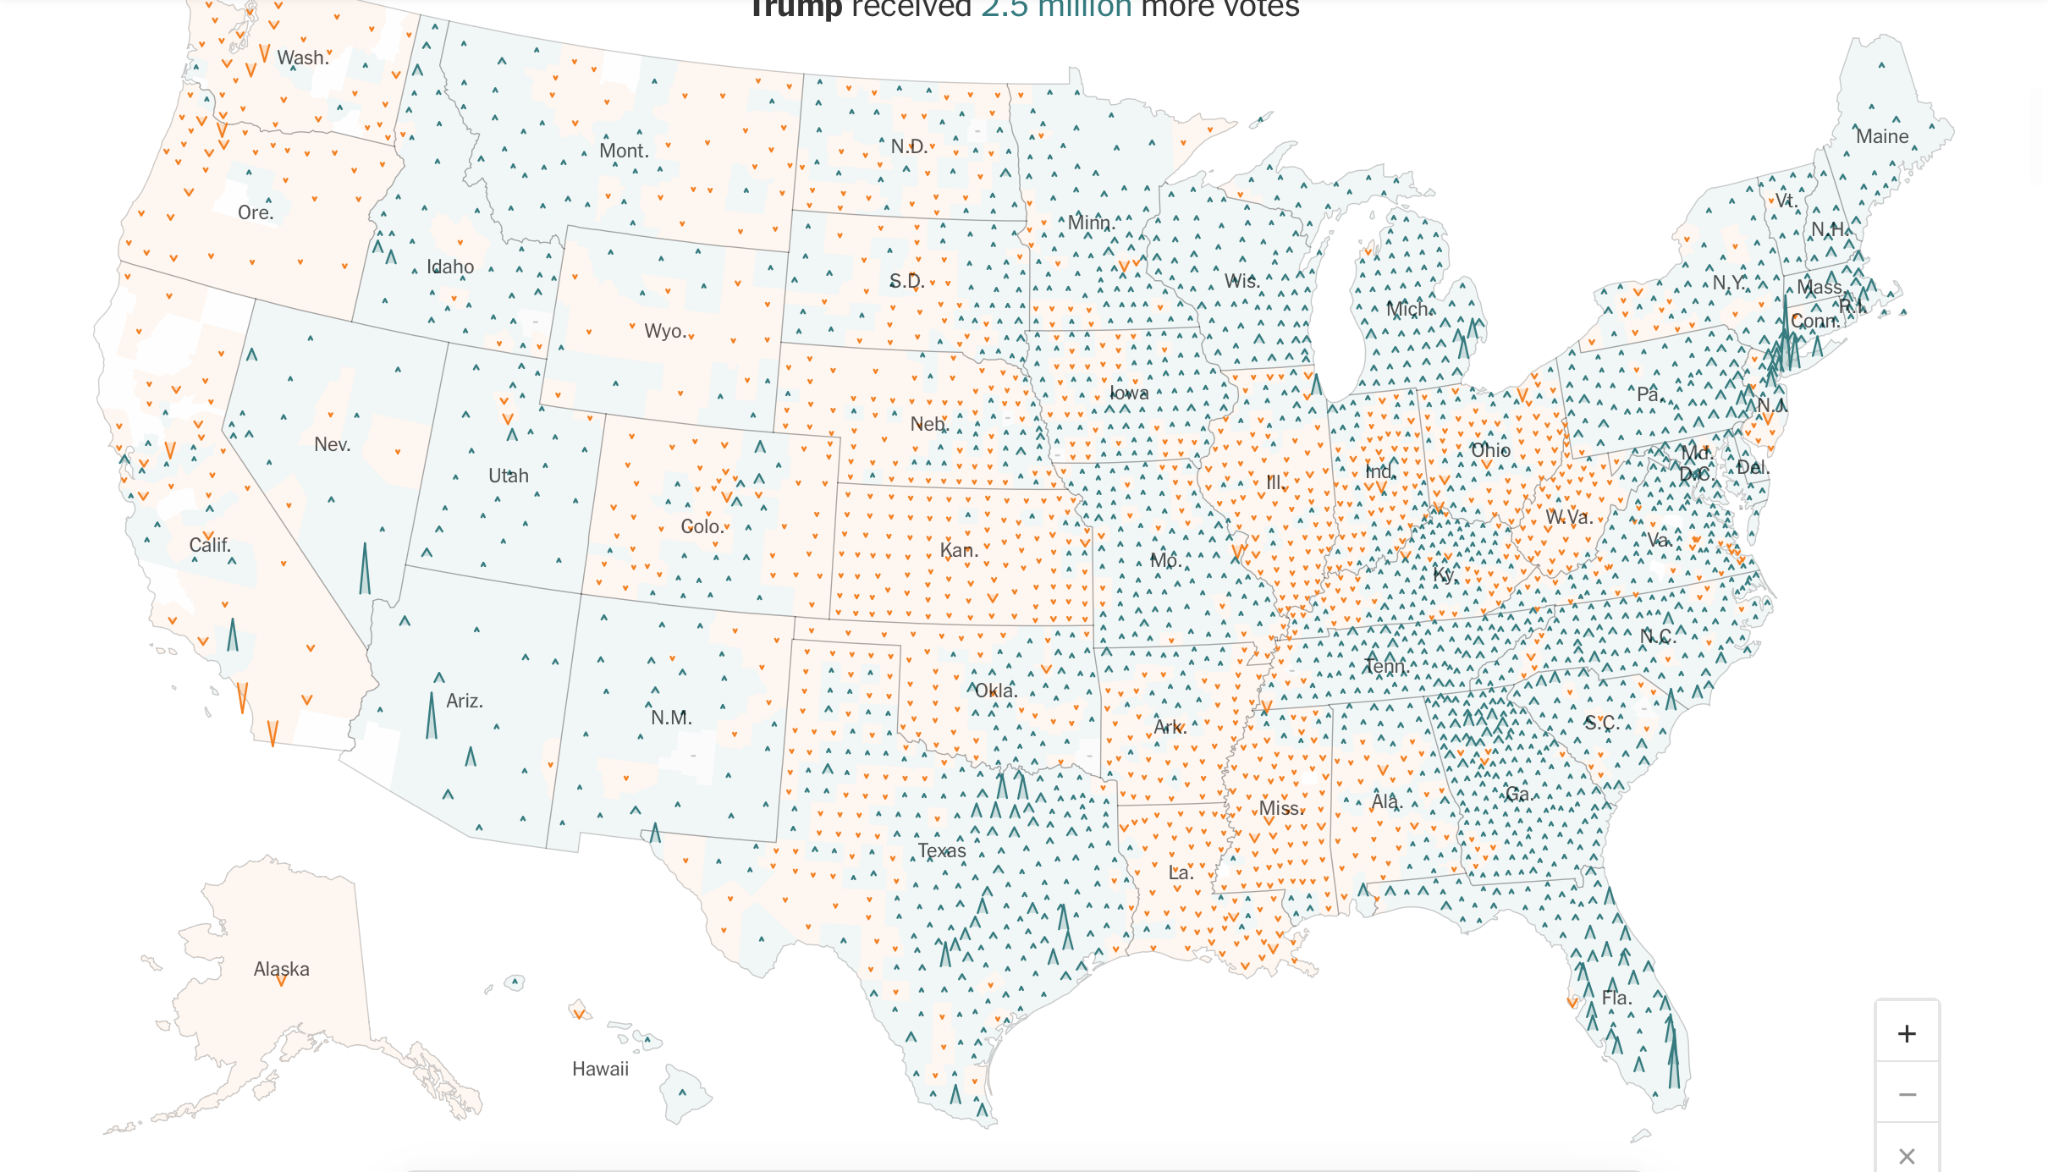 Trump received 2.5 million more votes
Wash.
Maine
Mont.
N.D.
Vt.
Ore.
Minn.
N.H.
Idaho
S.D.
Wis.
N.Y.
Mass.
R.I.
Mich.
Conn.
Wyo.
Iowa
Pa.
N.J.
Neb.
Nev.
Ohio
Md.
Utah
Ill.
Ind.
Del.
D.C.
Colo.
W.Va.
Calif.
Kan.
Mo.
Ky.
Va.
N.C.
Tenn.
Ariz.
Okla.
N.M.
Ark.
S.C.
Miss.
Ala.
Ga.
Texas
La.
Alaska
Fla.
Hawaii
+
−
×